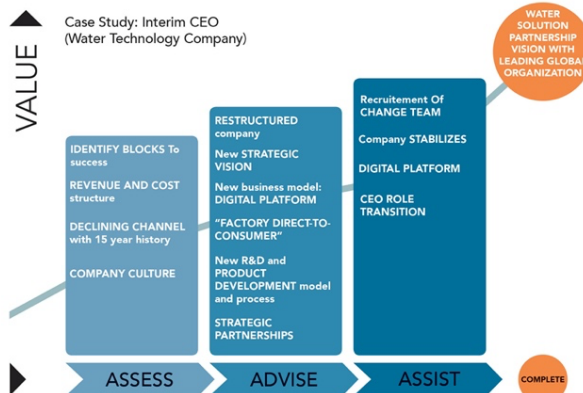 Case Study: Interim CEO
(Water Technology Company)
VALUE
WATER
SOLUTION
PARTNERSHIP
VISION WITH
LEADING GLOBAL
ORGANIZATION
IDENTIFY BLOCKS To
success
REVENUE AND COST
structure
DECLINING CHANNEL
with 15 year history
COMPANY CULTURE
RESTRUCTURED
company
New STRATEGIC
VISION
New business model:
DIGITAL PLATFORM
"FACTORY DIRECT-TO-
CONSUMER"
New R&D and
PRODUCT
DEVELOPMENT model
and process
STRATEGIC
PARTNERSHIPS
Recruitement Of
CHANGE TEAM
Company STABILIZES
DIGITAL PLATFORM
CEO ROLE
TRANSITION
ASSESS
ADVISE
ASSIST
COMPLETE